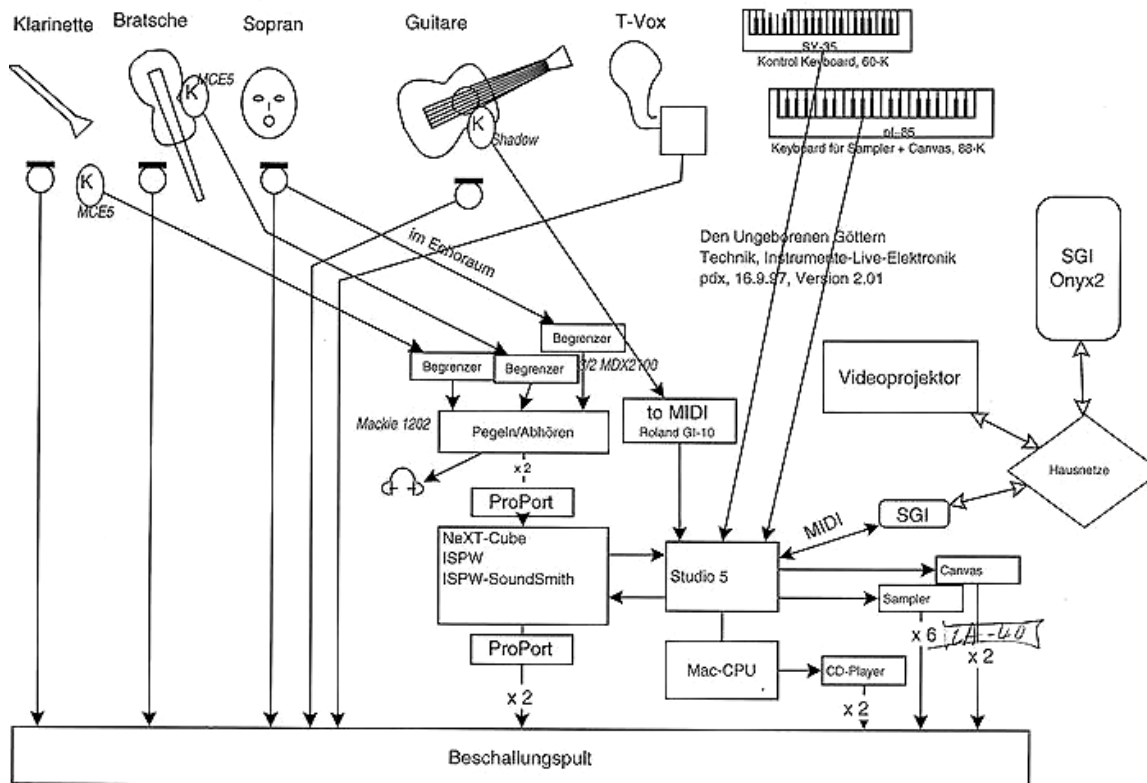 Klarinette
Bratsche
Sopran
Guitare
T-Vox
SY-35
Kontrol Keyboard, 60-K
K
MCE5
K
Shadow
pl-85
Keyboard für Sampler + Canvas, 88-K
K
MCE5
im Echoraum
Den Ungeborenen Göttern
Technik, Instrumente-Live-Elektronik
pdx, 16.9.97, Version 2.01
SGI
Onyx2
Begrenzer
Begrenzer
Begrenzer
3/2 MDX2100
Videoprojektor
Mackie 1202
Pegeln/Abhören
to MIDI
Roland GI-10
x 2
Hausnetze
ProPort
SGI
MIDI
NeXT-Cube
ISPW
ISPW-SoundSmith
Studio 5
Canvas
Sampler
x 6
x 2
ProPort
Mac-CPU
CD-Player
x 2
x 2
Beschallungspult